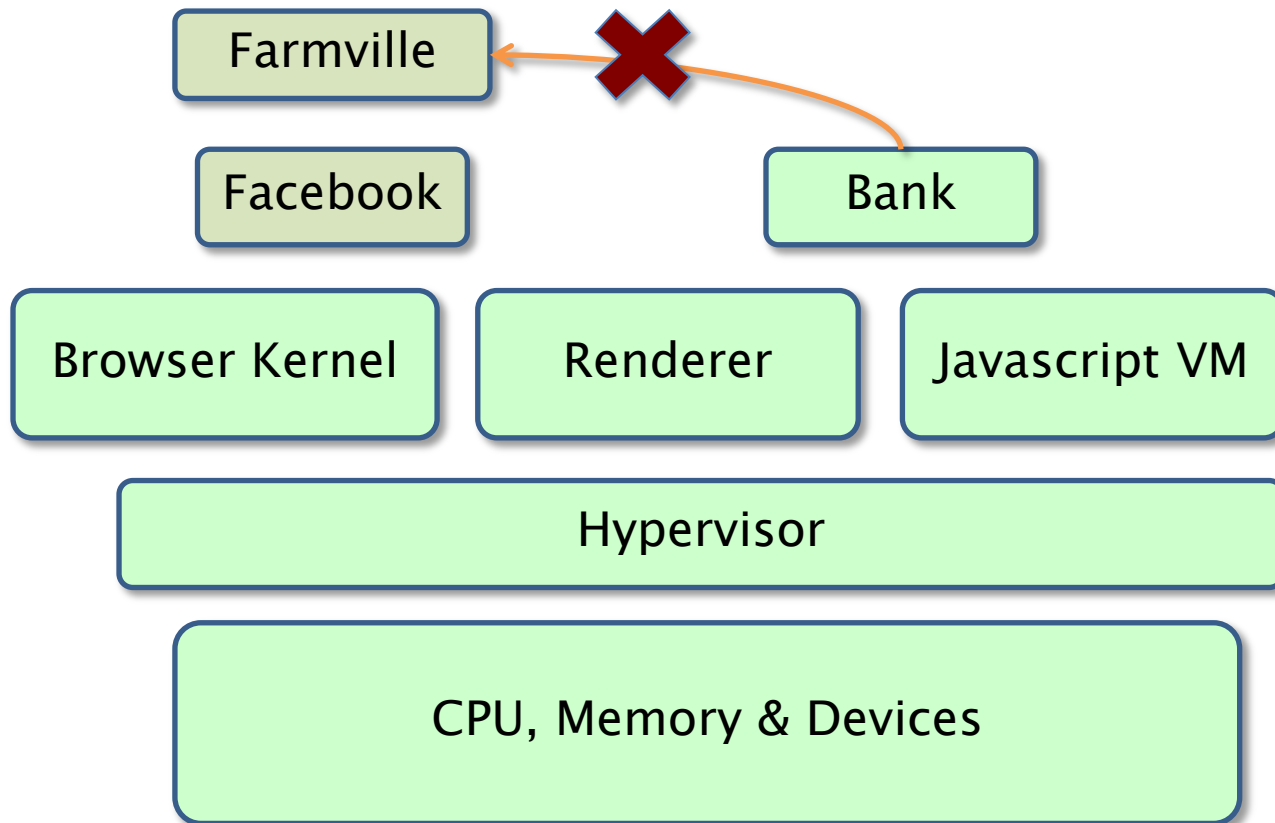 Farmville
Facebook
Bank
Browser Kernel
Renderer
Javascript VM
Hypervisor
CPU, Memory & Devices